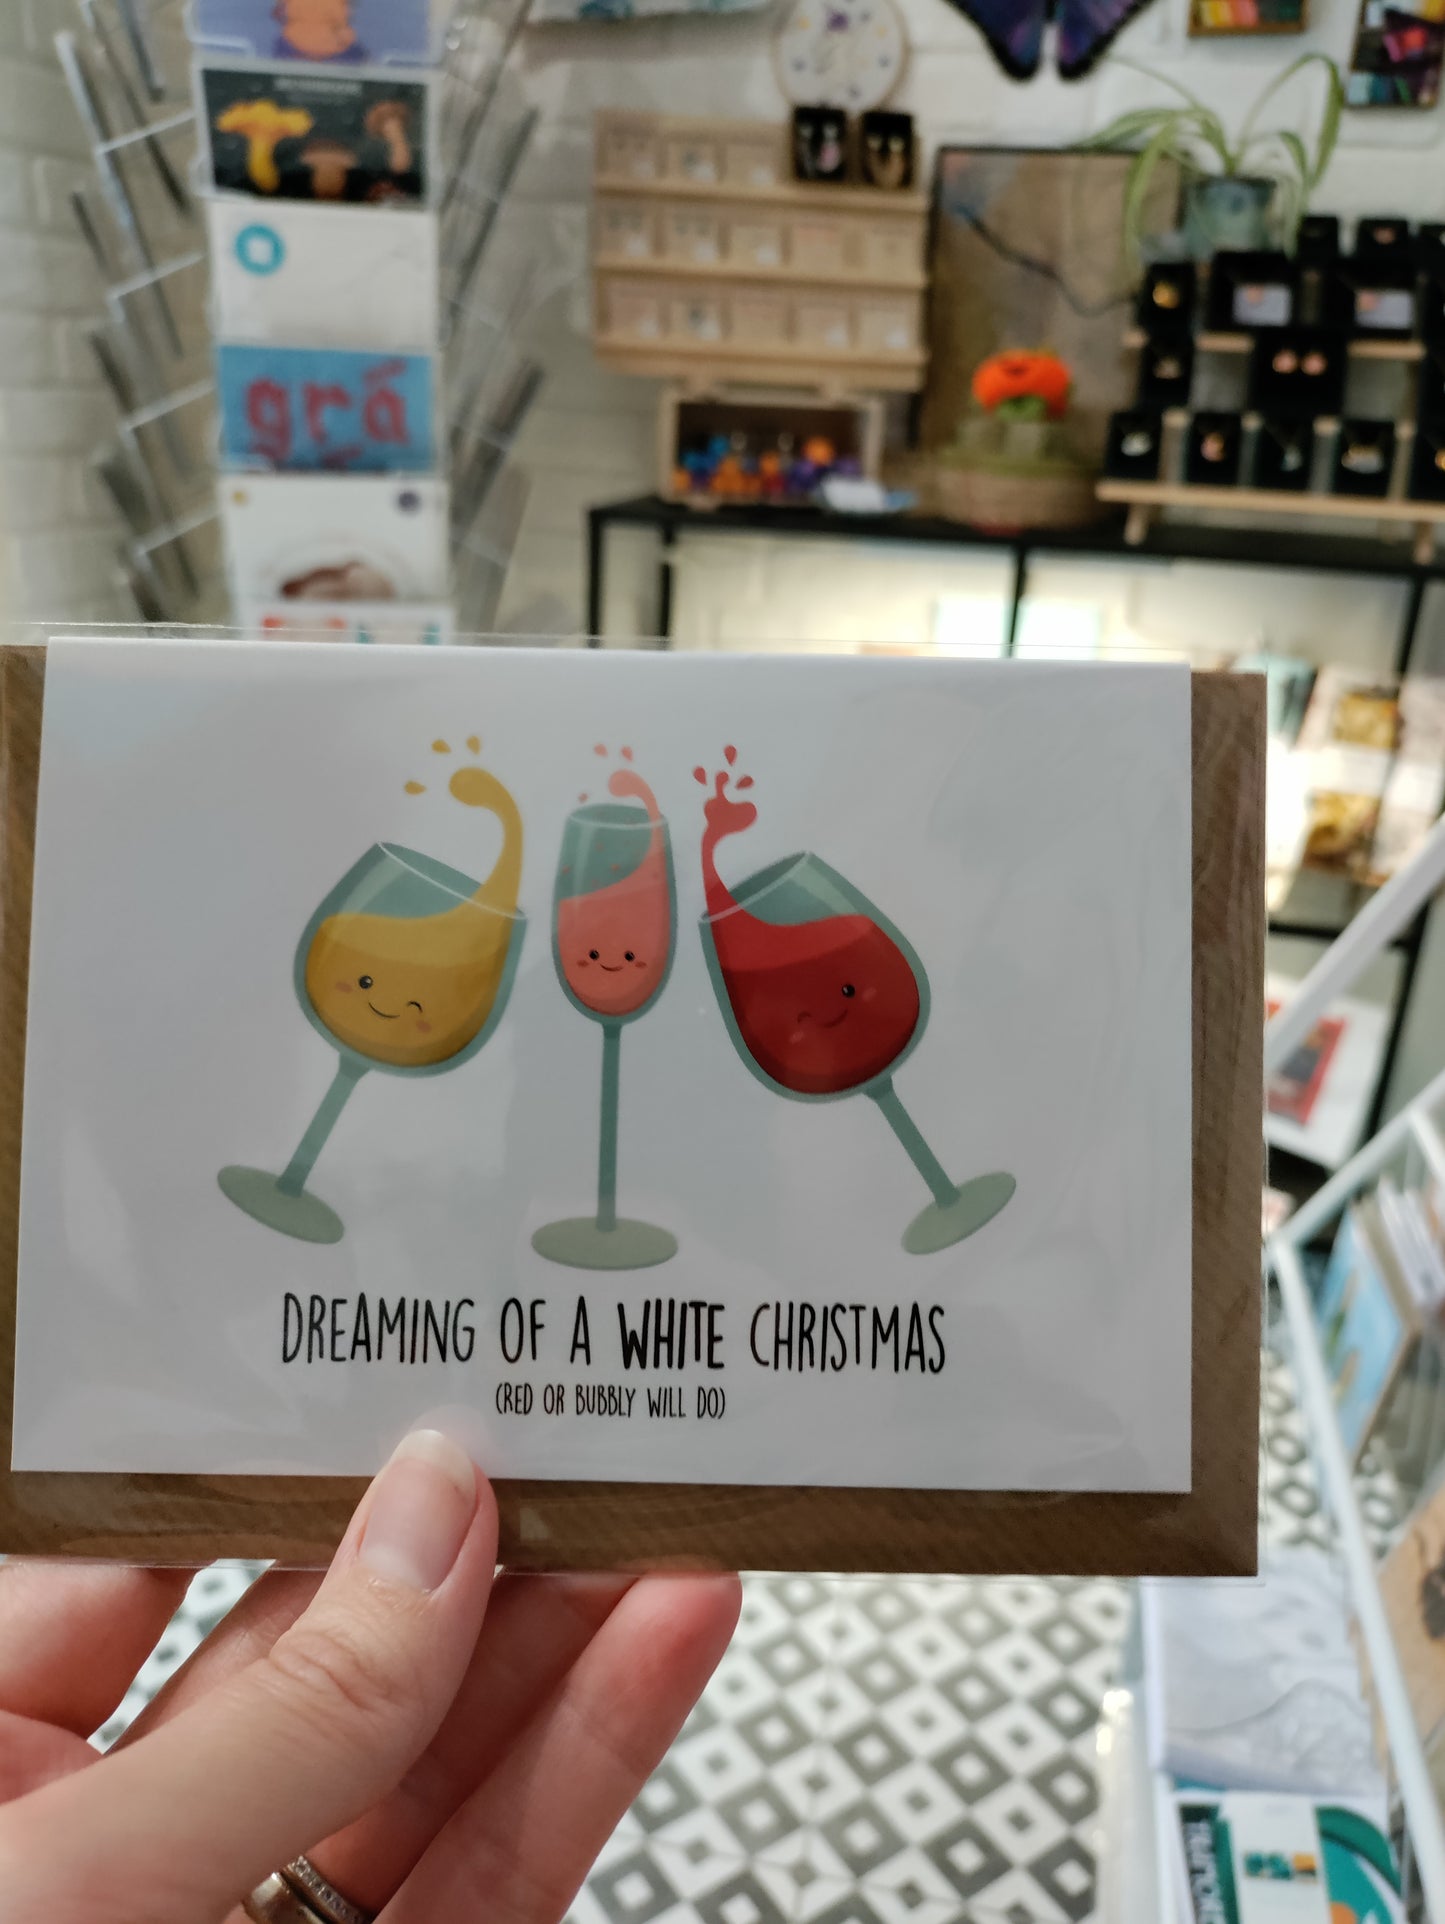 grá
DREAMING OF A WHITE CHRISTMAS
(RED OR BUBBLY WILL DO)